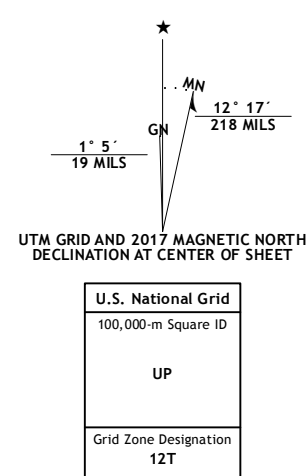 MN
12° 17´
218 MILS
GN
1° 5´
19 MILS
UTM GRID AND 2017 MAGNETIC NORTH
DECLINATION AT CENTER OF SHEET
U.S. National Grid
100,000-m Square ID
UP
Grid Zone Designation
12T